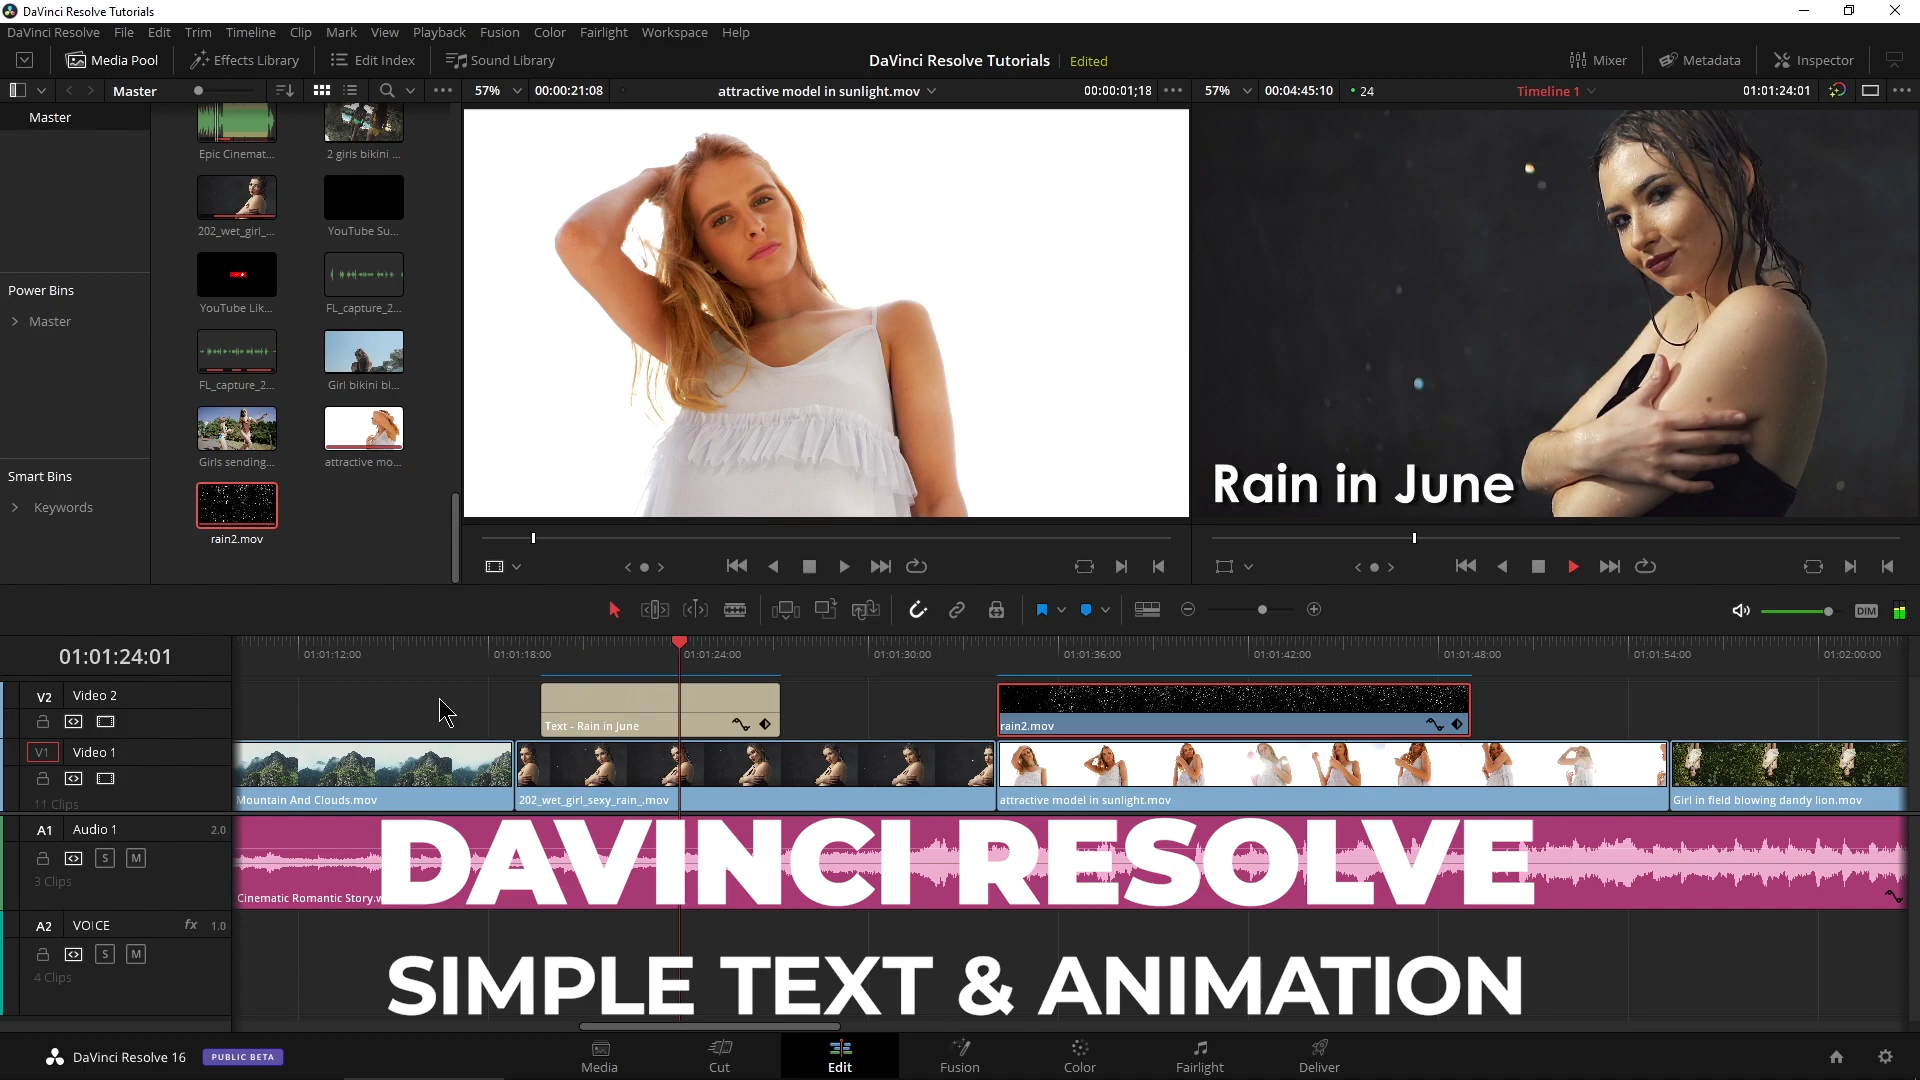 DaVinci Resolve Tutorials
DaVinci Resolve File Edit Trim Timeline Clip Mark View Playback Fusion Color Fairlight Workspace Help
Media Pool Effects Library Edit Index Sound Library DaVinci Resolve Tutorials Edited Mixer Metadata Inspector
Master 57% 00:00:21:08 attractive model in sunlight.mov 00:00:01;18 57% 00:04:45:10 24 Timeline 1 01:01:24:01
Master
Epic Cinemat... 2 girls bikini ...
202_wet_girl_... YouTube Su...
Power Bins
Master
YouTube Lik... FL_capture_2...
FL_capture_2... Girl bikini bl...
Girls sending... attractive mo...
Smart Bins
Keywords
rain2.mov
Rain in June
DIM
01:01:24:01 01:01:12:00 01:01:18:00 01:01:24:00 01:01:30:00 01:01:36:00 01:01:42:00 01:01:48:00 01:01:54:00 01:02:00:00
V2 Video 2
Text - Rain in June rain2.mov
V1 Video 1
11 Clips
Mountain And Clouds.mov 202_wet_girl_sexy_rain_.mov attractive model in sunlight.mov Girl in field blowing dandy lion.mov
A1 Audio 1 2.0
S M
3 Clips
Cinematic Romantic Story.w
DAVINCI RESOLVE
A2 VOICE fx 1.0
S M
4 Clips
SIMPLE TEXT & ANIMATION
DaVinci Resolve 16 PUBLIC BETA Media Cut Edit Fusion Color Fairlight Deliver